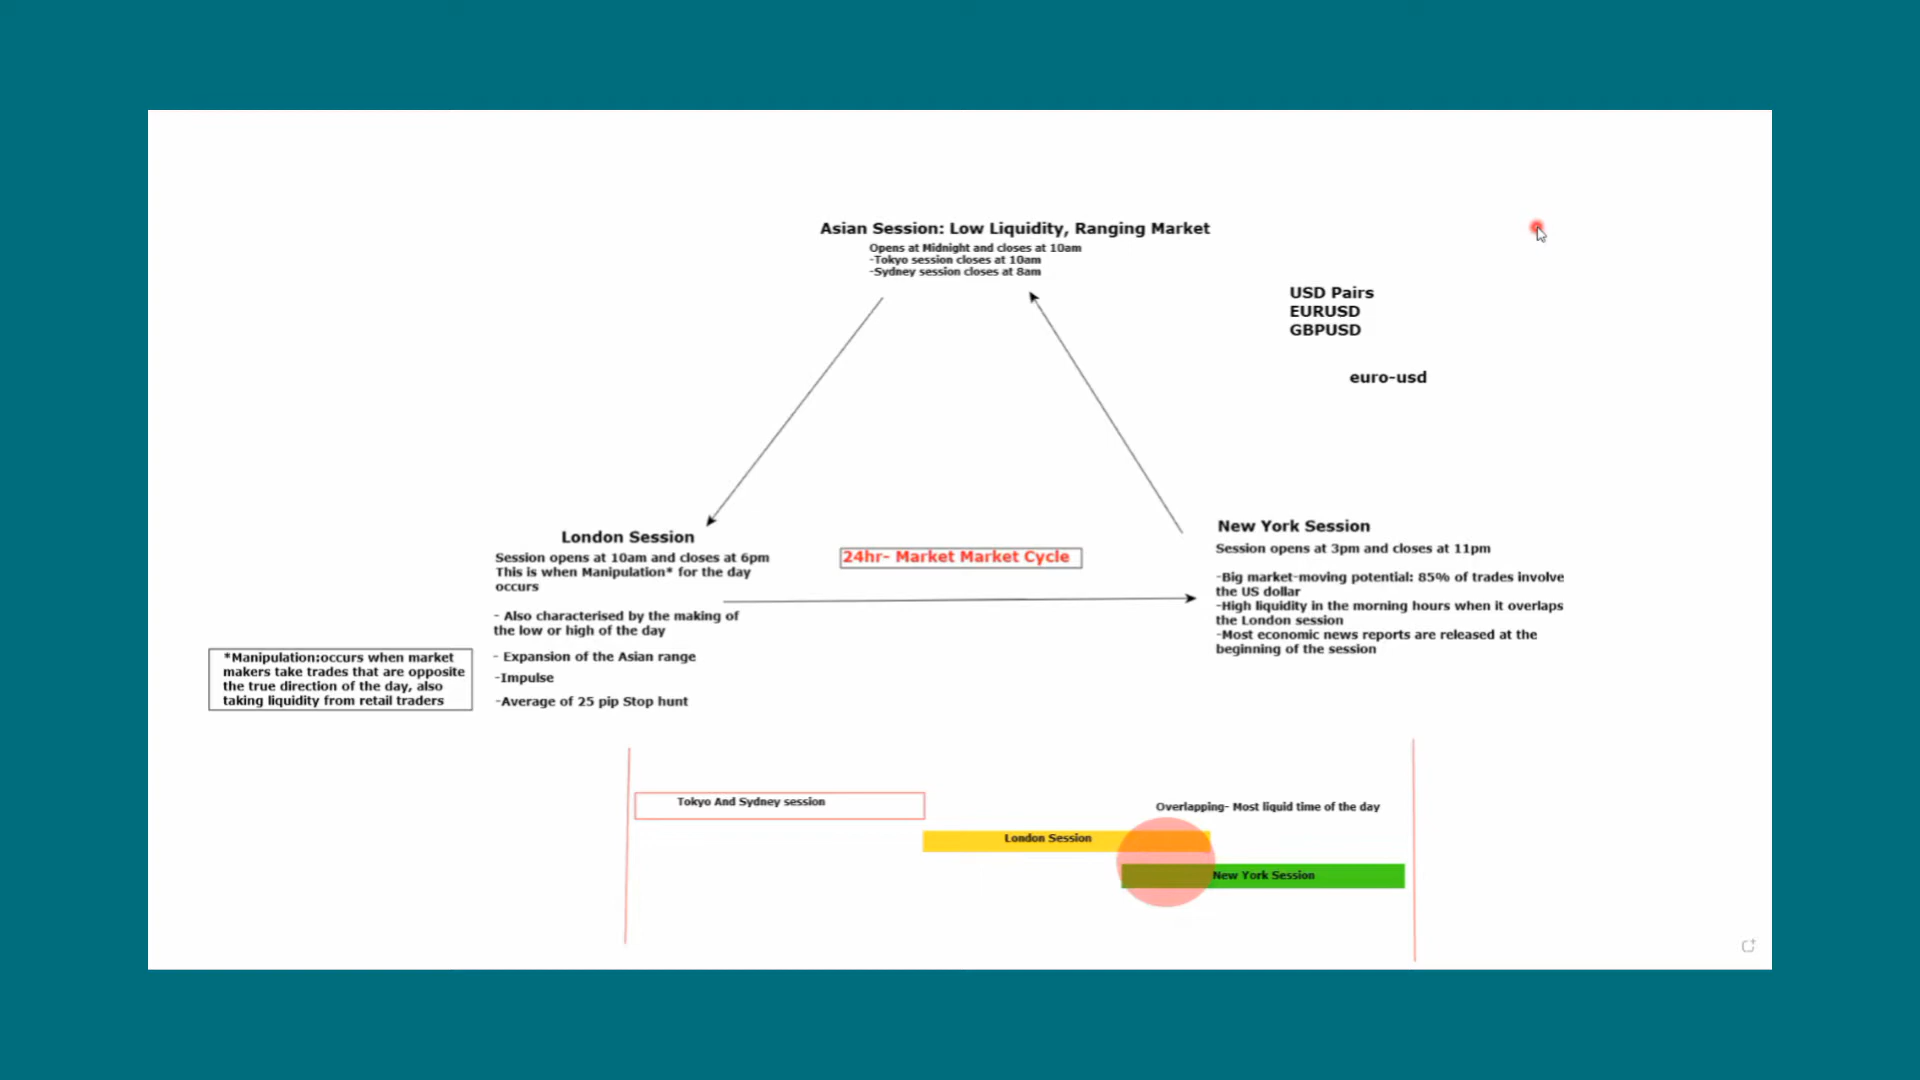 Asian Session: Low Liquidity, Ranging Market
Opens at Midnight and closes at 10am
-Tokyo session closes at 10am
-Sydney session closes at 8am
USD Pairs
EURUSD
GBPUSD
euro-usd
London Session
Session opens at 10am and closes at 6pm
This is when Manipulation* for the day
occurs
- Also characterised by the making of
the low or high of the day
- Expansion of the Asian range
-Impulse
-Average of 25 pip Stop hunt
*Manipulation:occurs when market
makers take trades that are opposite
the true direction of the day, also
taking liquidity from retail traders
24hr- Market Market Cycle
New York Session
Session opens at 3pm and closes at 11pm
-Big market-moving potential: 85% of trades involve
the US dollar
-High liquidity in the morning hours when it overlaps
the London session
-Most economic news reports are released at the
beginning of the session
Tokyo And Sydney session
Overlapping- Most liquid time of the day
London Session
New York Session